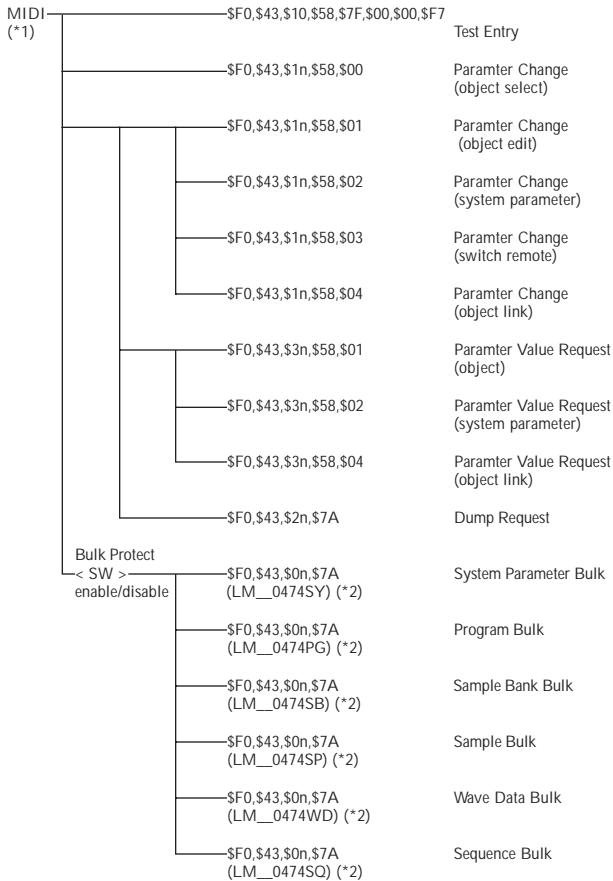 MIDI $F0,$43,$10,$58,$7F,$00,$00,$F7
(*1) Test Entry
$F0,$43,$1n,$58,$00 Paramter Change
(object select)
$F0,$43,$1n,$58,$01 Paramter Change
(object edit)
$F0,$43,$1n,$58,$02 Paramter Change
(system parameter)
$F0,$43,$1n,$58,$03 Paramter Change
(switch remote)
$F0,$43,$1n,$58,$04 Paramter Change
(object link)
$F0,$43,$3n,$58,$01 Paramter Value Request
(object)
$F0,$43,$3n,$58,$02 Paramter Value Request
(system parameter)
$F0,$43,$3n,$58,$04 Paramter Value Request
(object link)
$F0,$43,$2n,$7A Dump Request
Bulk Protect
< SW > $F0,$43,$0n,$7A System Parameter Bulk
enable/disable (LM__0474SY) (*2)
$F0,$43,$0n,$7A Program Bulk
(LM__0474PG) (*2)
$F0,$43,$0n,$7A Sample Bank Bulk
(LM__0474SB) (*2)
$F0,$43,$0n,$7A Sample Bulk
(LM__0474SP) (*2)
$F0,$43,$0n,$7A Wave Data Bulk
(LM__0474WD) (*2)
$F0,$43,$0n,$7A Sequence Bulk
(LM__0474SQ) (*2)